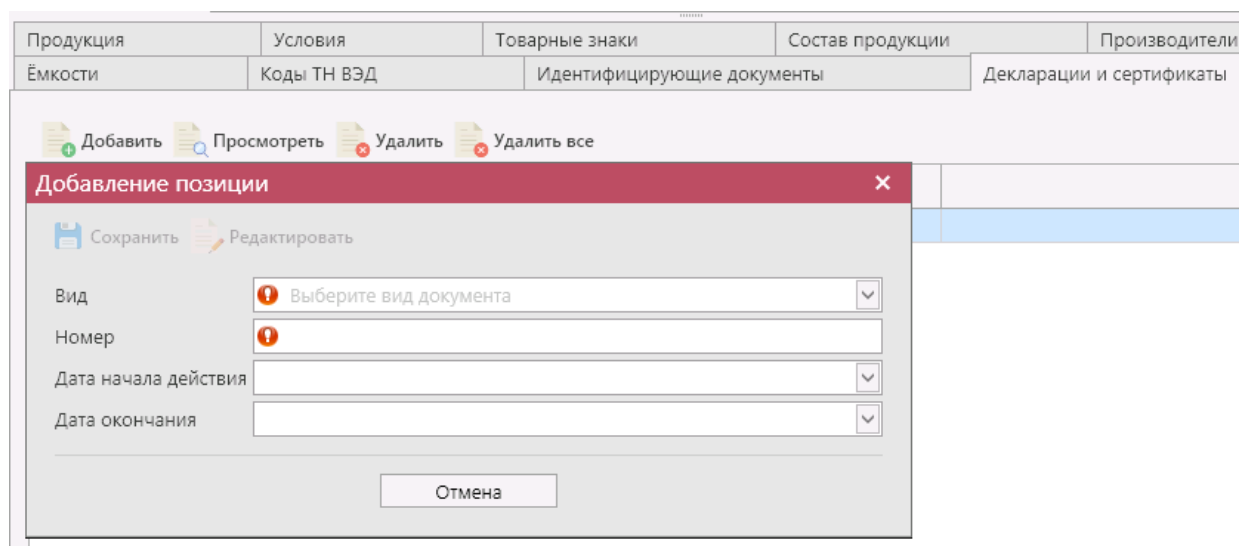 Продукция Условия Товарные знаки Состав продукции Производители
Ёмкости Коды ТН ВЭД Идентифицирующие документы Декларации и сертификаты
Добавить Просмотреть Удалить Удалить все
Добавление позиции
Сохранить Редактировать
Вид Выберите вид документа
Номер
Дата начала действия
Дата окончания
Отмена